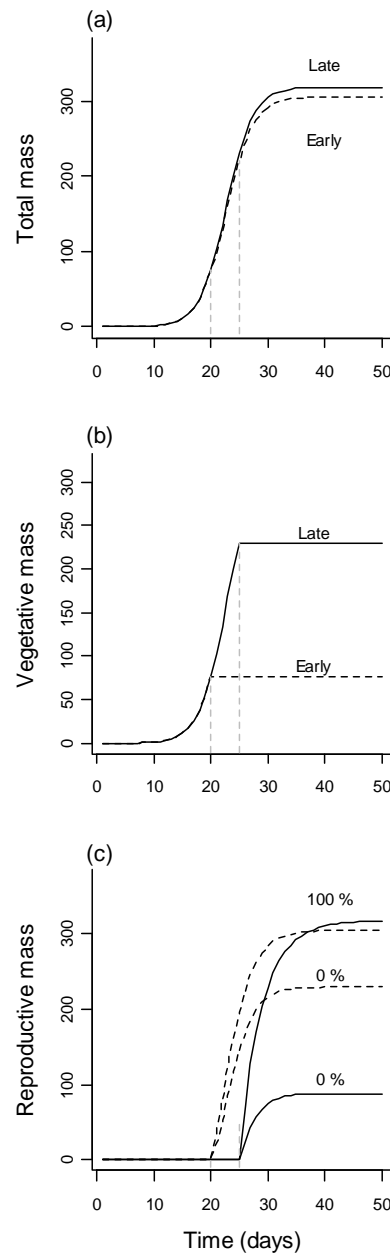 (a)
Total mass
300
200
100
0
Late
Early
0 10 20 30 40 50
(b)
Vegetative mass
300
250
200
150
100
50
0
Late
Early
0 10 20 30 40 50
(c)
Reproductive mass
300
200
100
0
100 %
0 %
0 %
0 10 20 30 40 50
Time (days)